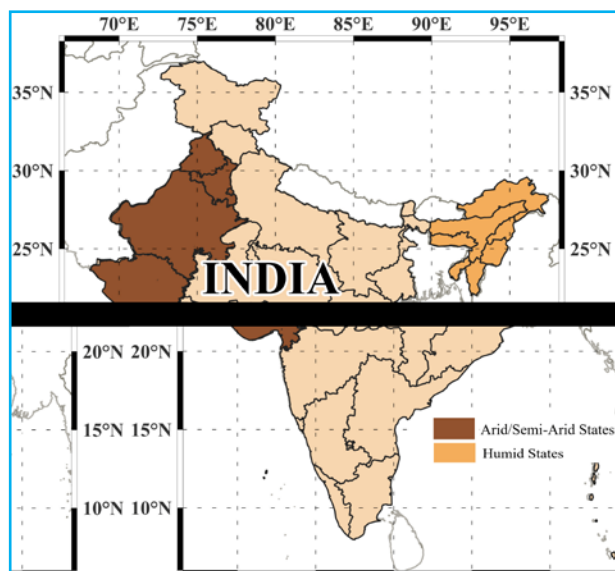 70°E 75°E 80°E 85°E 90°E 95°E
35°N 35°N
30°N 30°N
25°N 25°N
INDIA
20°N 20°N
15°N 15°N
10°N 10°N
Arid/Semi-Arid States
Humid States